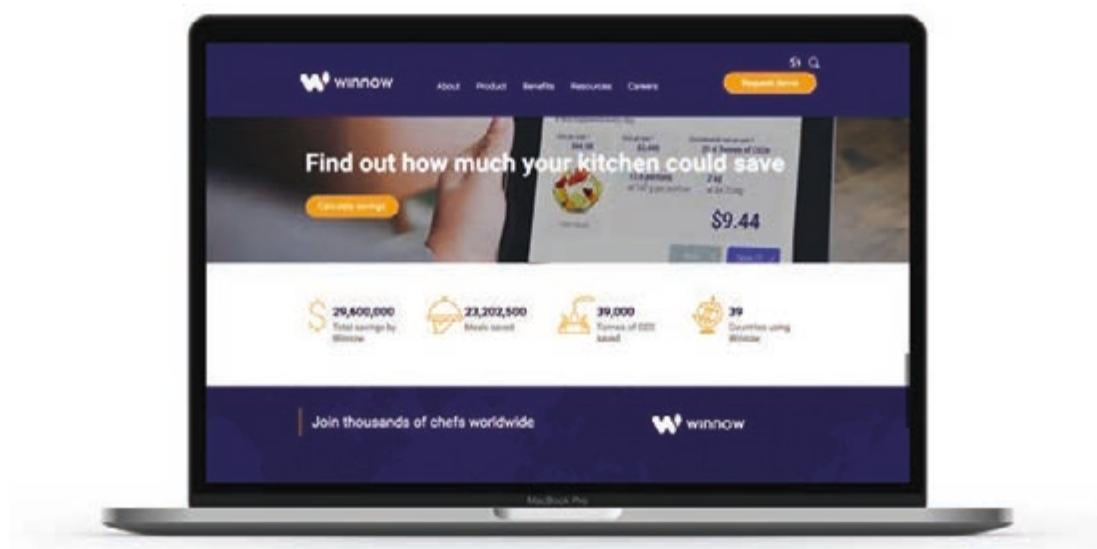 winnow
About Product Benefits Resources Careers
Request demo
Find out how much your kitchen could save
Calculate savings
$9.44
29,600,000
Total savings by
Winnow
23,202,500
Meals saved
39,000
Tonnes of CO2
saved
39
Countries using
Winnow
Join thousands of chefs worldwide
winnow
MacBook Pro